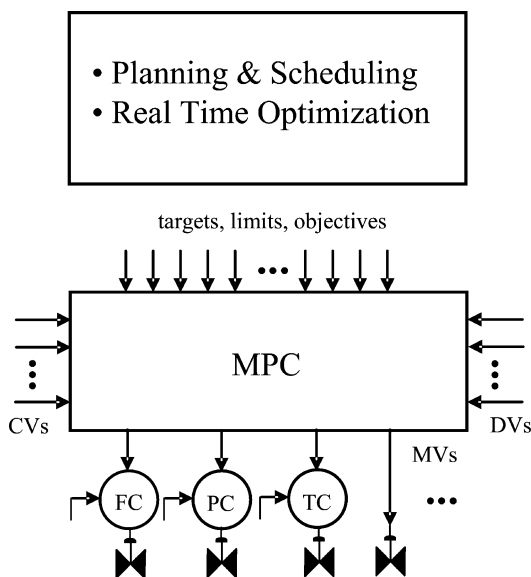 • Planning & Scheduling
• Real Time Optimization
targets, limits, objectives
MPC
CVs
DVs
MVs
FC
PC
TC